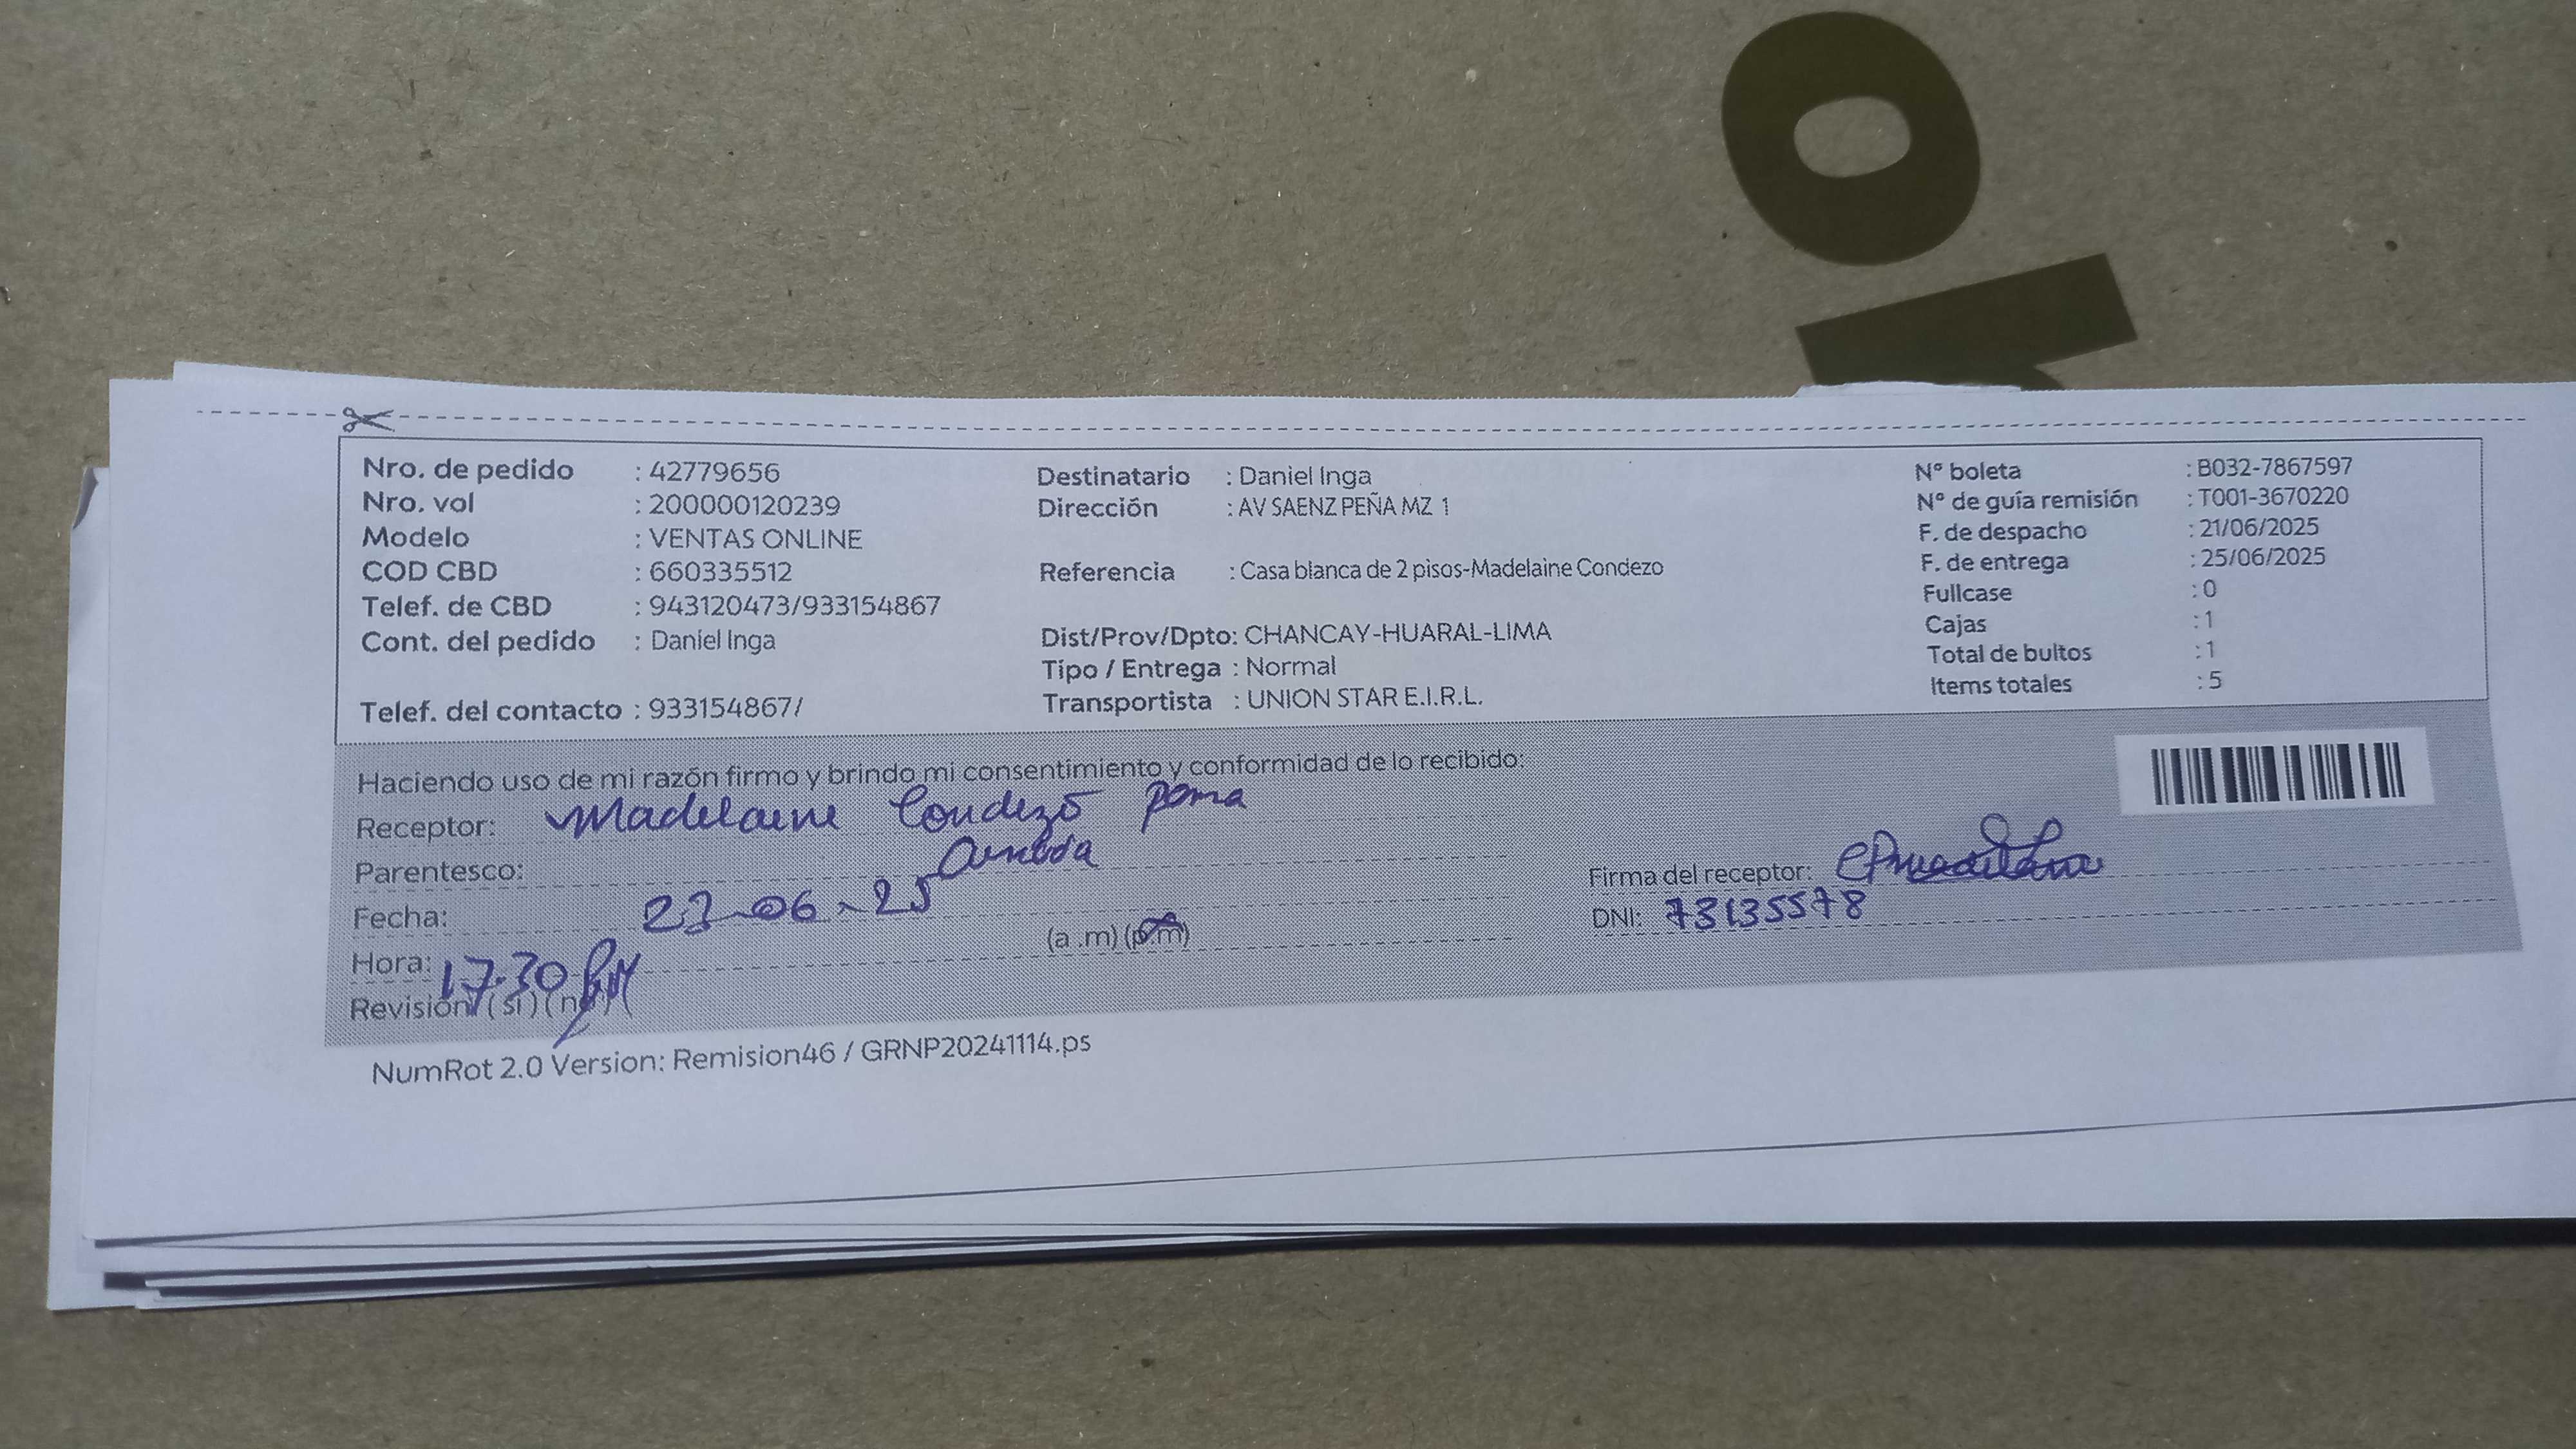 Nro. de pedido : 42779656
Nro. vol : 200000120239
Modelo : VENTAS ONLINE
COD CBD : 660335512
Telef. de CBD : 943120473/933154867
Cont. del pedido : Daniel Inga
Telef. del contacto : 933154867/
Destinatario : Daniel Inga
Dirección : AV SAENZ PEÑA MZ 1
Referencia : Casa blanca de 2 pisos-Madelaine Condezo
Dist/Prov/Dpto: CHANCAY-HUARAL-LIMA
Tipo / Entrega : Normal
Transportista : UNION STAR E.I.R.L.
Nº boleta : B032-7867597
Nº de guía remisión : T001-3670220
F. de despacho : 21/06/2025
F. de entrega : 25/06/2025
Fullcase : 0
Cajas : 1
Total de bultos : 1
Items totales : 5
Haciendo uso de mi razón firmo y brindo mi consentimiento y conformidad de lo recibido:
Receptor: Madelaine Condezo poma
Parentesco:
Fecha: 23-06-25
(a .m) (p.m)
Hora: 17:30 PM
Revisión ( si ) ( no )
Firma del receptor:
DNI: 73135578
NumRot 2.0 Version: Remision46 / GRNP20241114.ps